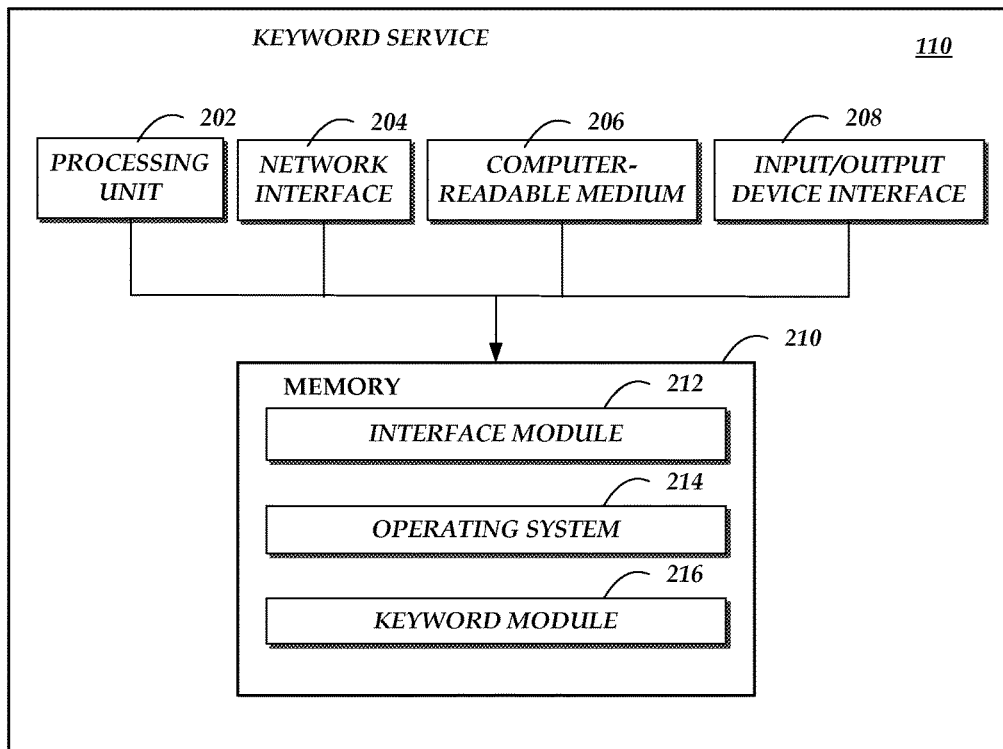 KEYWORD SERVICE
110
202
204
206
208
PROCESSING
UNIT
NETWORK
INTERFACE
COMPUTER-
READABLE MEDIUM
INPUT/OUTPUT
DEVICE INTERFACE
210
MEMORY
212
INTERFACE MODULE
214
OPERATING SYSTEM
216
KEYWORD MODULE